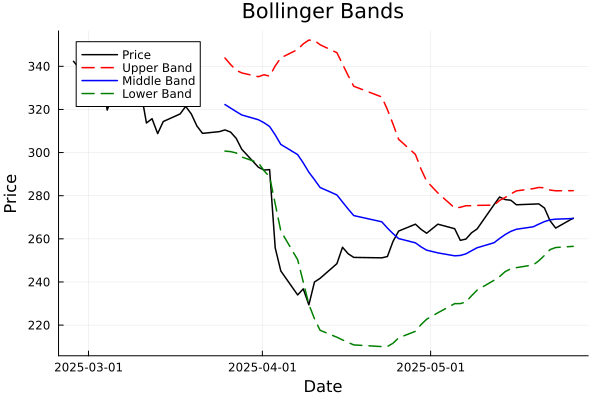 Bollinger Bands
Price
Upper Band
Middle Band
Lower Band
340
320
300
280
260
240
220
Price
2025-03-01 2025-04-01 2025-05-01
Date